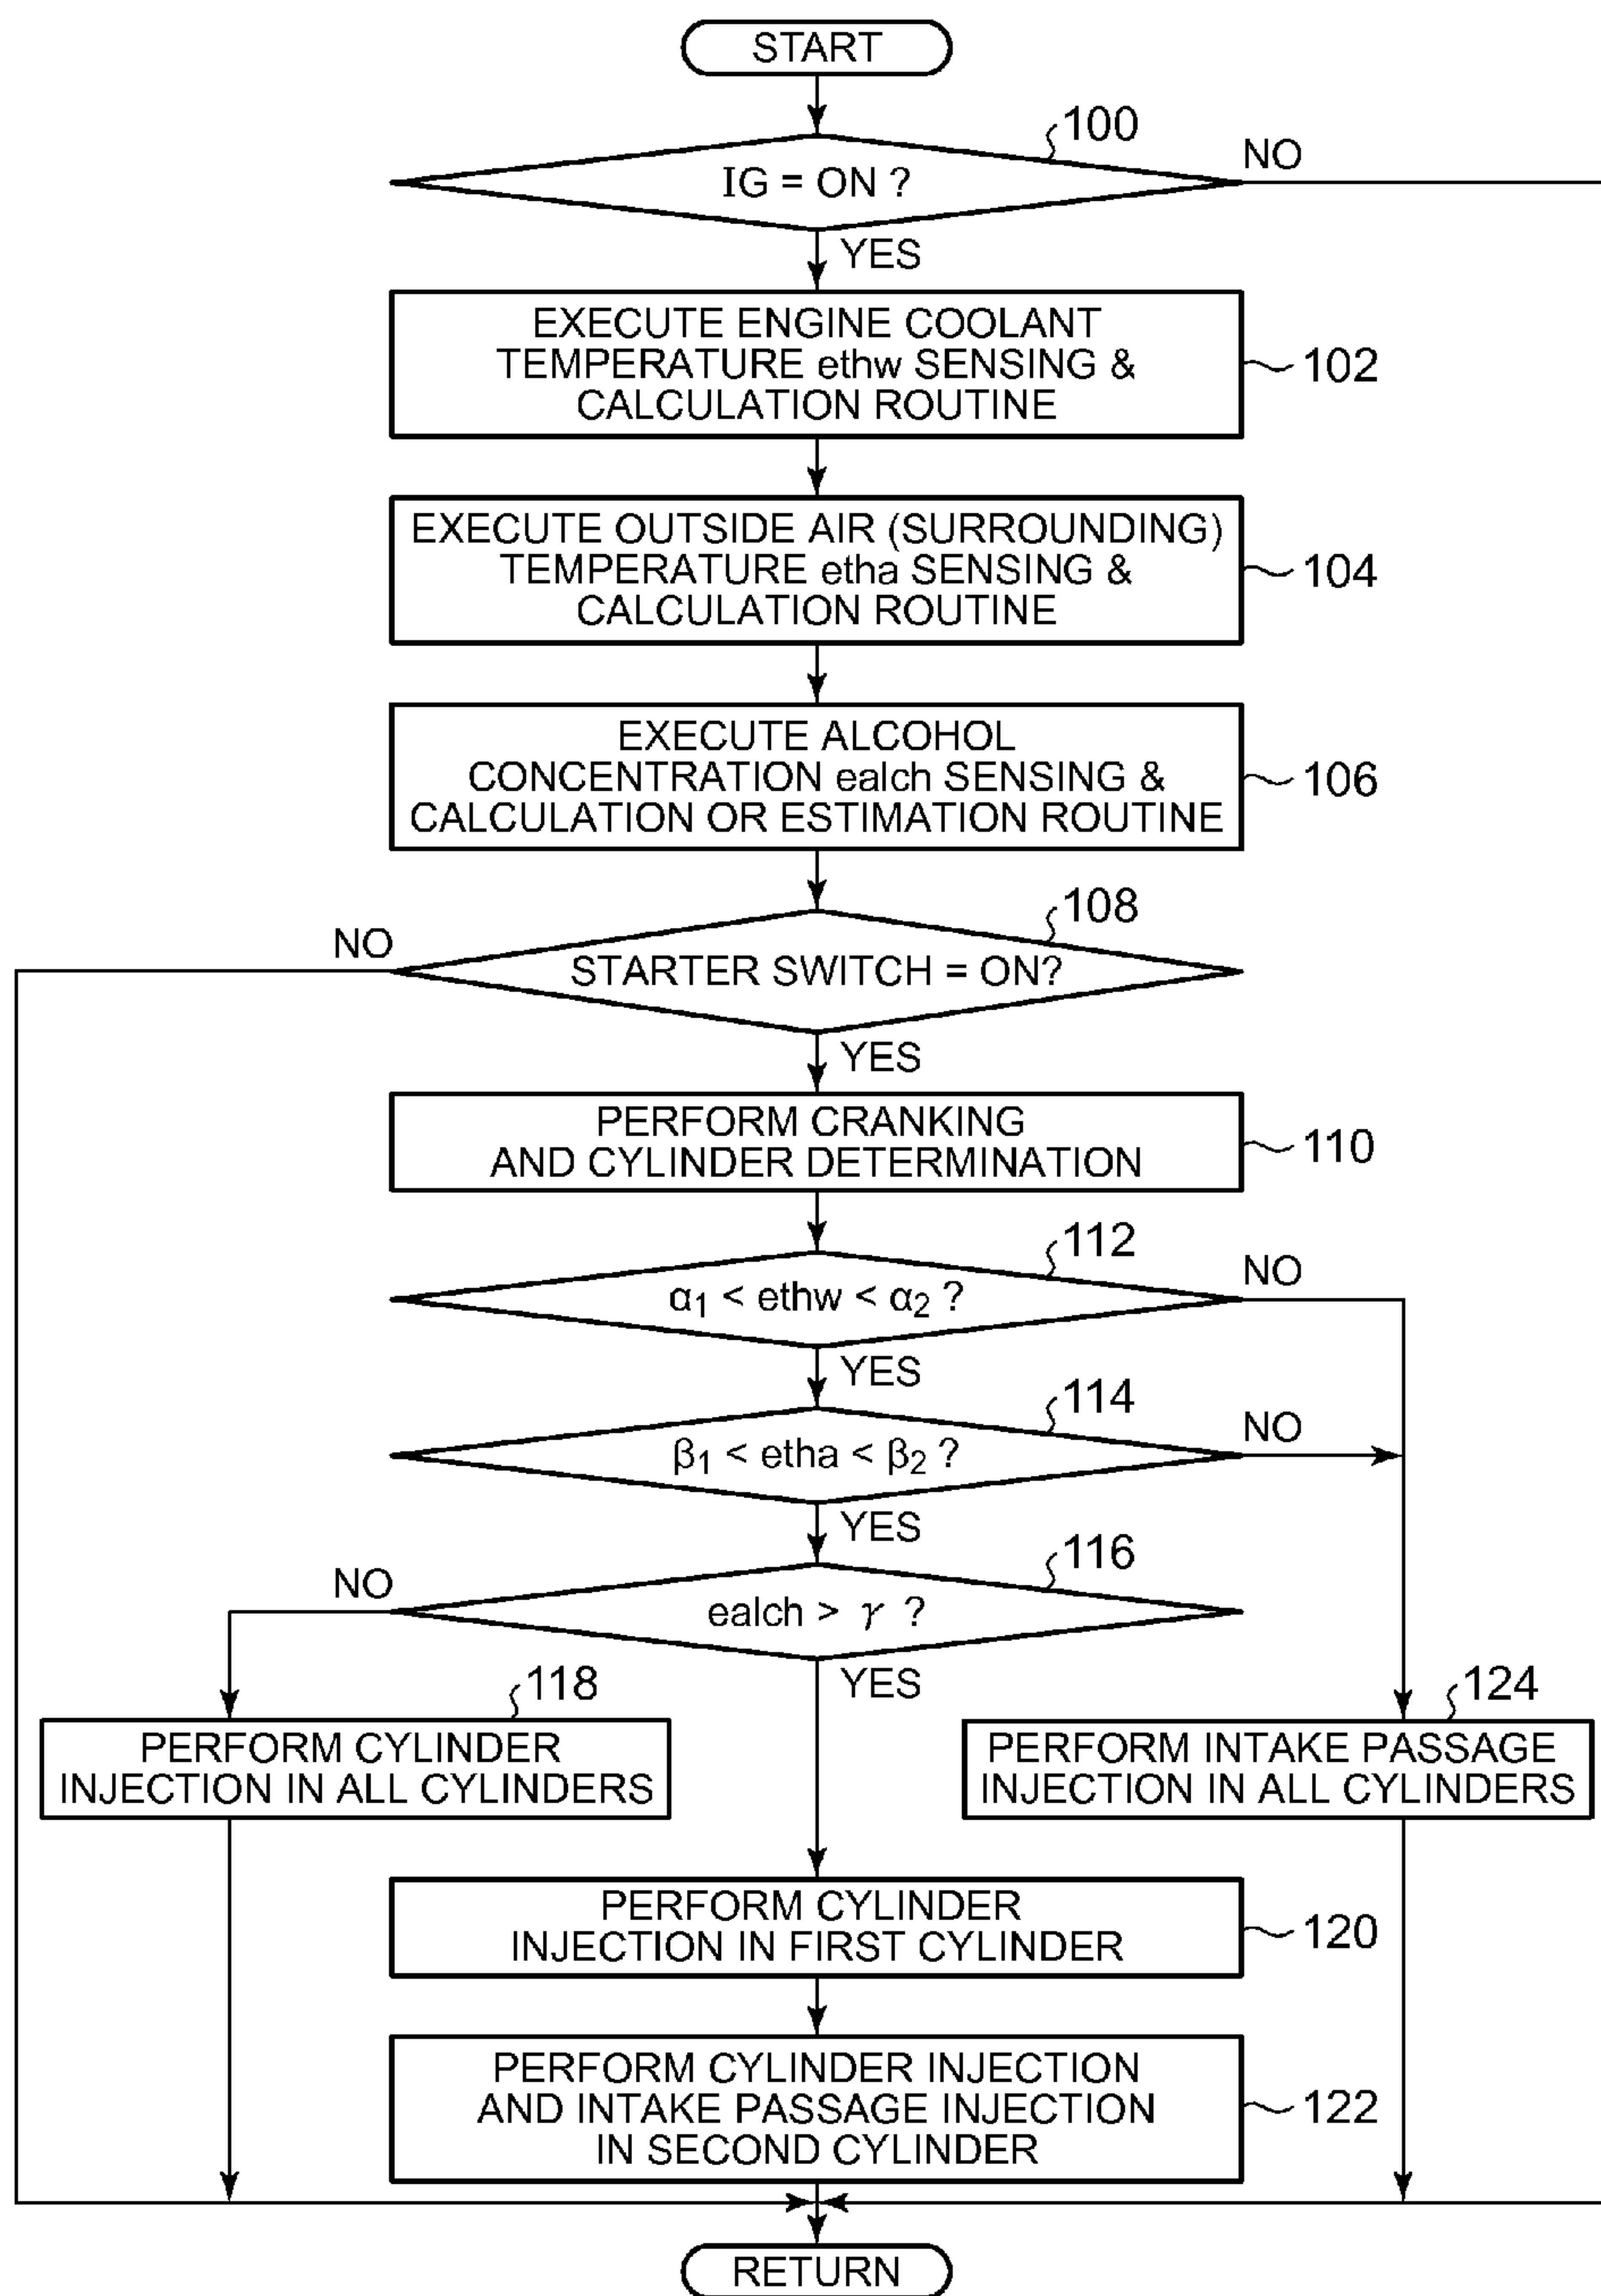 START
100
IG = ON ?
NO
YES
EXECUTE ENGINE COOLANT
TEMPERATURE ethw SENSING &
CALCULATION ROUTINE
102
EXECUTE OUTSIDE AIR (SURROUNDING)
TEMPERATURE etha SENSING &
CALCULATION ROUTINE
104
EXECUTE ALCOHOL
CONCENTRATION ealch SENSING &
CALCULATION OR ESTIMATION ROUTINE
106
108
NO
STARTER SWITCH = ON?
YES
PERFORM CRANKING
AND CYLINDER DETERMINATION
110
112
NO
α1 < ethw < α2 ?
YES
114
NO
β1 < etha < β2 ?
YES
116
NO
ealch > γ ?
YES
118
PERFORM CYLINDER
INJECTION IN ALL CYLINDERS
124
PERFORM INTAKE PASSAGE
INJECTION IN ALL CYLINDERS
PERFORM CYLINDER
INJECTION IN FIRST CYLINDER
120
PERFORM CYLINDER INJECTION
AND INTAKE PASSAGE INJECTION
IN SECOND CYLINDER
122
RETURN